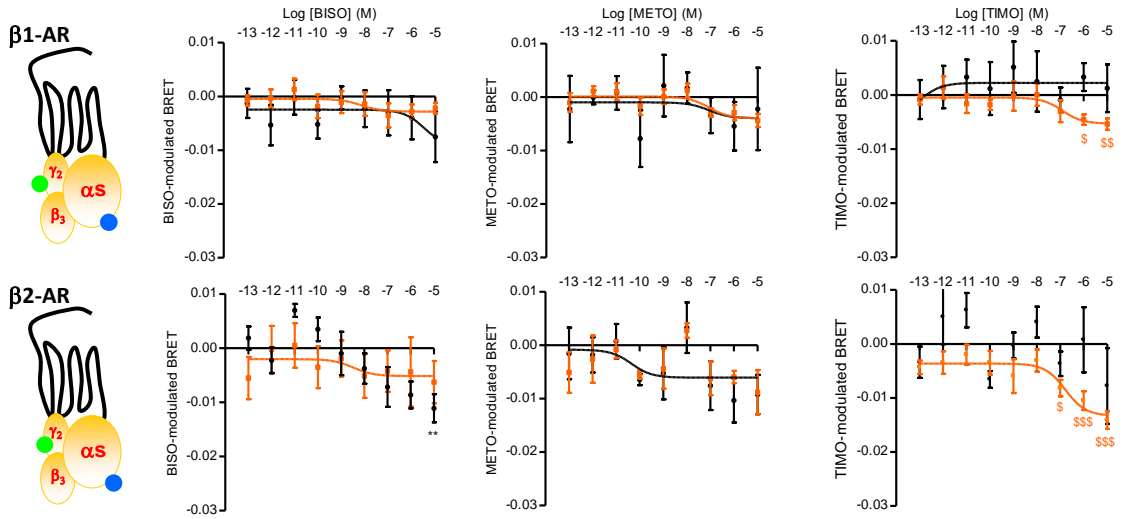 β1-AR
γ2
αs
β3
Log [BISO] (M)
-13 -12 -11 -10 -9 -8 -7 -6 -5
0.01
0.00
-0.01
-0.02
-0.03
BISO-modulated BRET
Log [METO] (M)
-13 -12 -11 -10 -9 -8 -7 -6 -5
0.01
0.00
-0.01
-0.02
-0.03
METO-modulated BRET
Log [TIMO] (M)
-13 -12 -11 -10 -9 -8 -7 -6 -5
0.01
0.00
-0.01
-0.02
-0.03
TIMO-modulated BRET
$ $$
β2-AR
γ2
αs
β3
-13 -12 -11 -10 -9 -8 -7 -6 -5
0.01
0.00
-0.01
-0.02
-0.03
BISO-modulated BRET
**
-13 -12 -11 -10 -9 -8 -7 -6 -5
0.01
0.00
-0.01
-0.02
-0.03
METO-modulated BRET
-13 -12 -11 -10 -9 -8 -7 -6 -5
0.01
0.00
-0.01
-0.02
-0.03
TIMO-modulated BRET
$
$$$
$$$